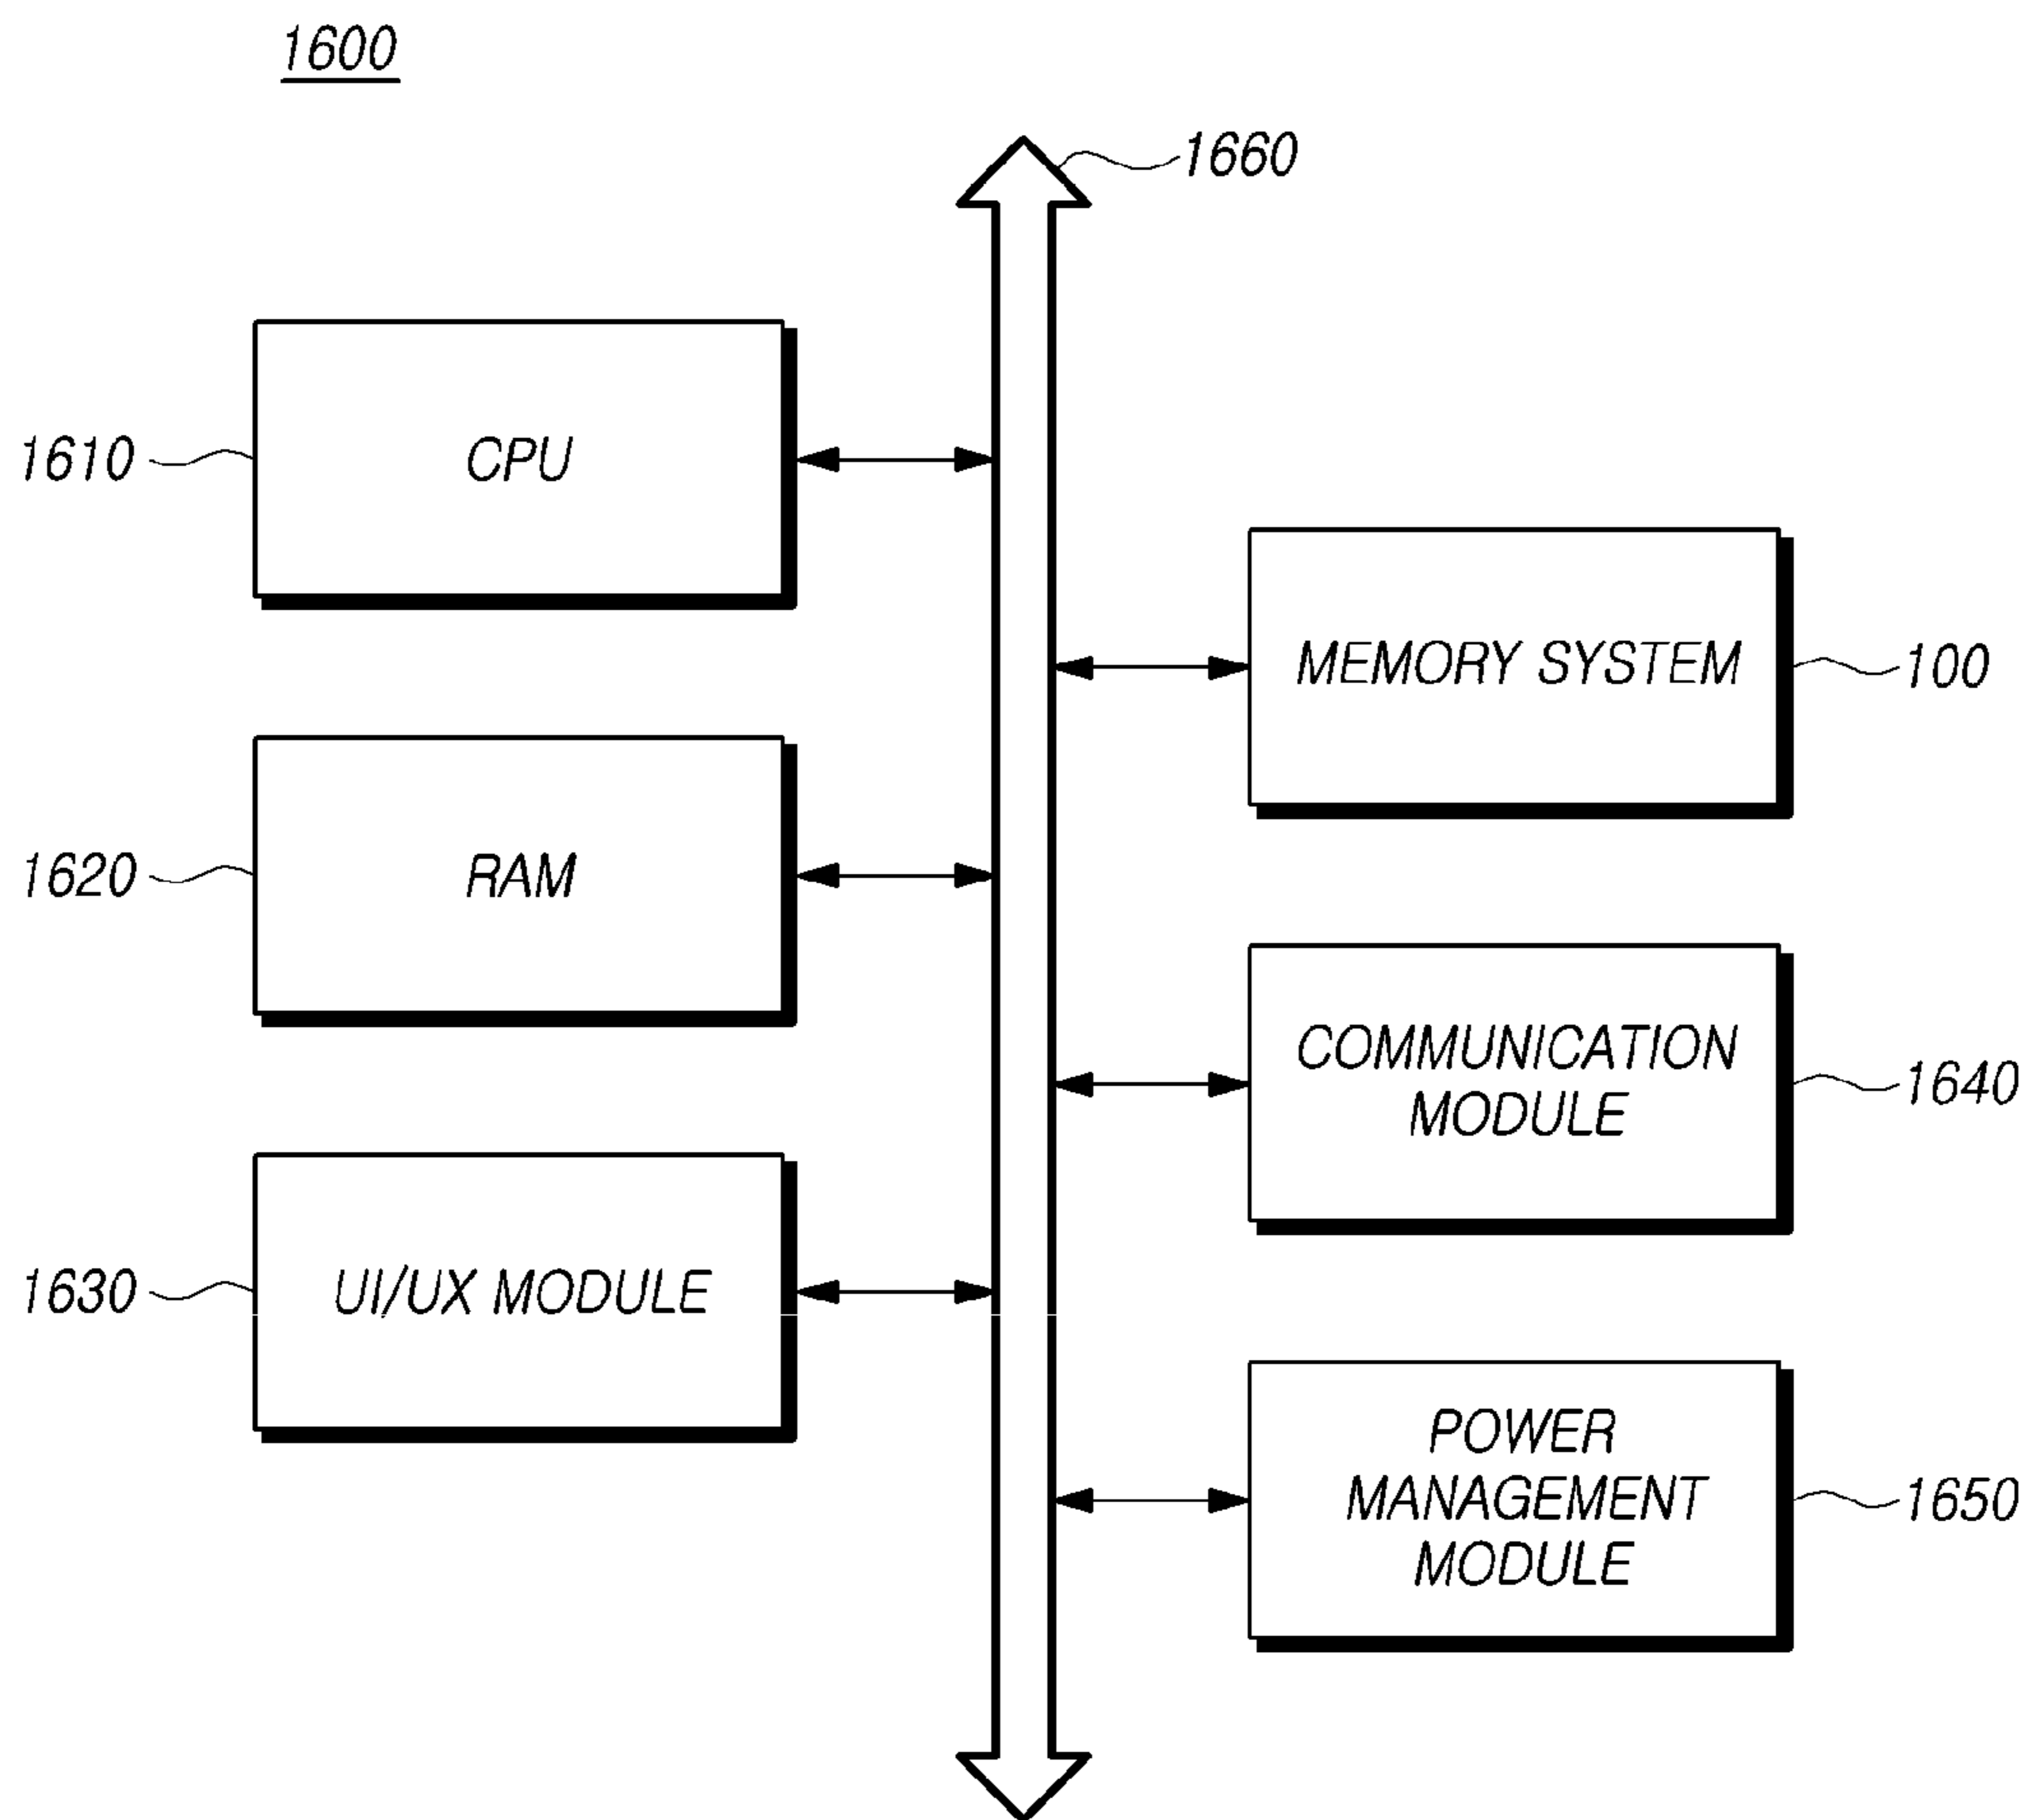 1600
1660
1610
CPU
MEMORY SYSTEM
100
1620
RAM
COMMUNICATION
MODULE
1640
1630
UI/UX MODULE
POWER
MANAGEMENT
MODULE
1650